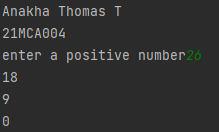 Anakha Thomas T
21MCA004
enter a positive number26
18
9
0